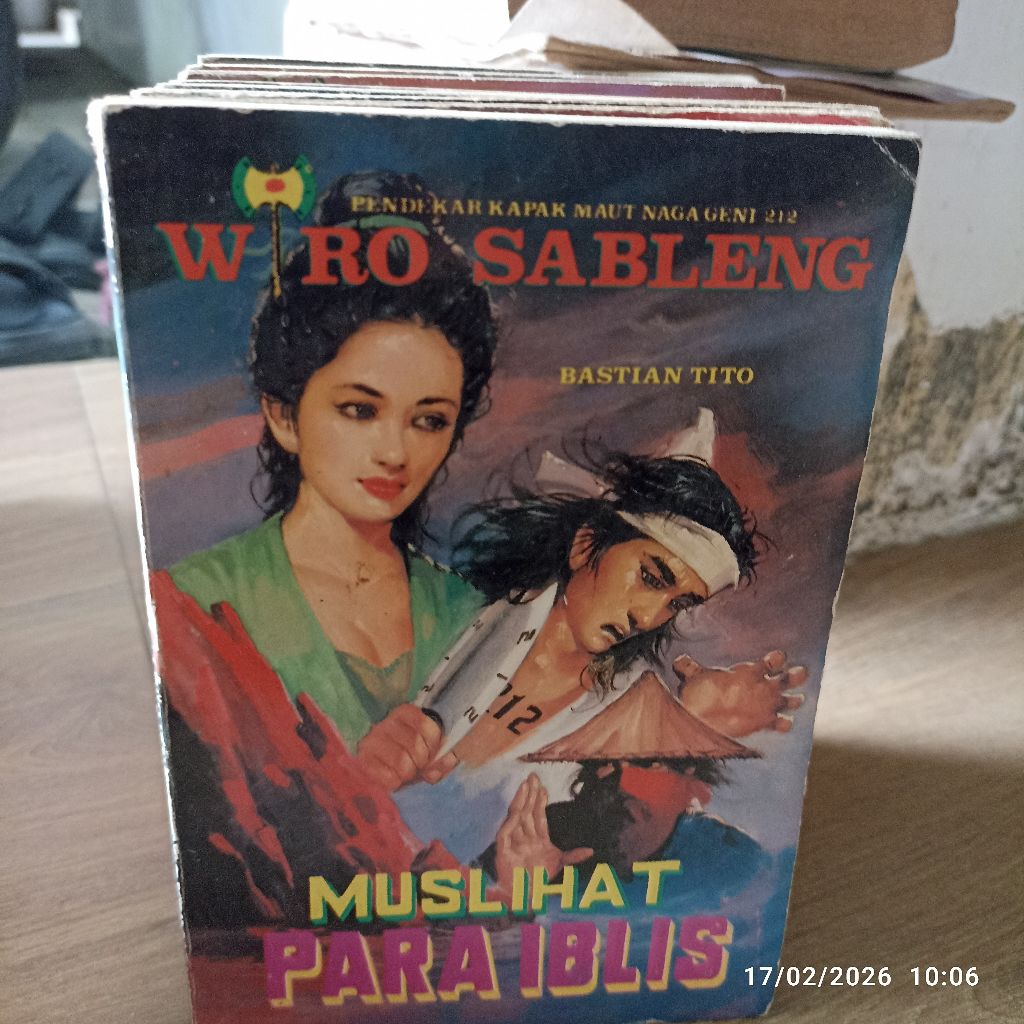 PENDEKAR KAPAK MAUT NAGA GENI 212
WIRO SABLENG
BASTIAN TITO
212
MUSLIHAT
PARA IBLIS
17/02/2026 10:06